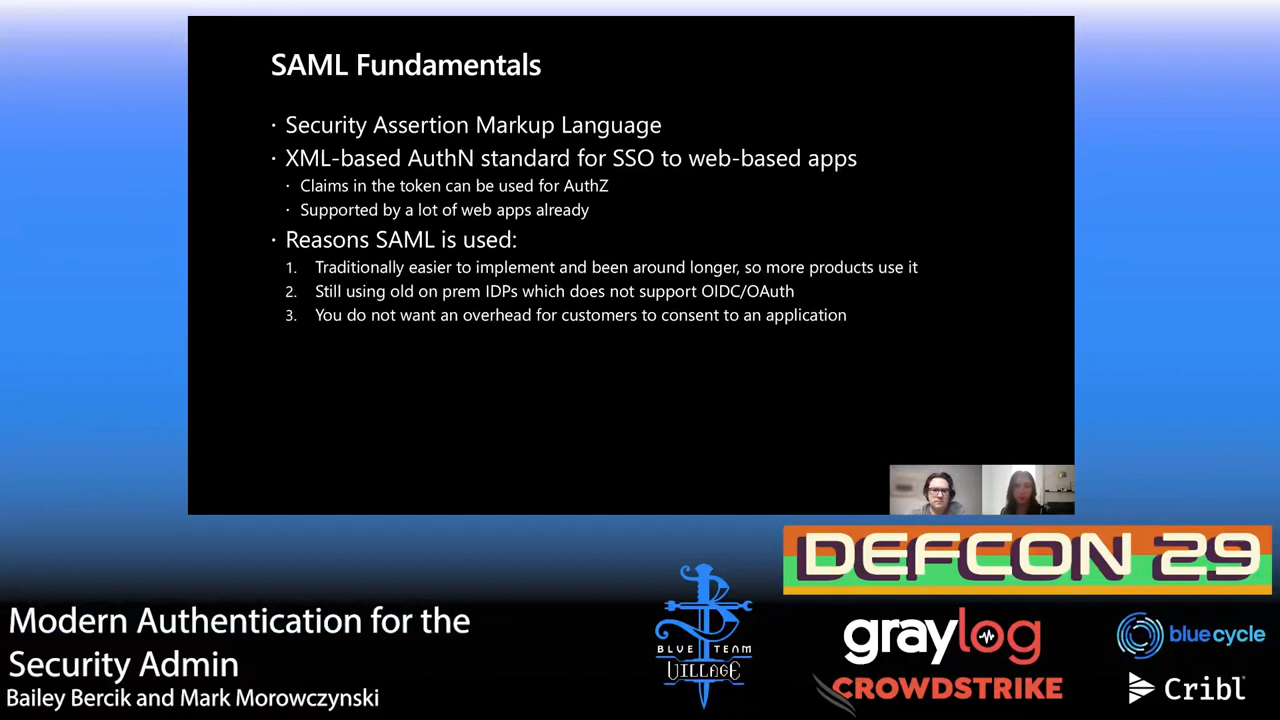 SAML Fundamentals
· Security Assertion Markup Language
· XML-based AuthN standard for SSO to web-based apps
· Claims in the token can be used for AuthZ
· Supported by a lot of web apps already
· Reasons SAML is used:
1. Traditionally easier to implement and been around longer, so more products use it
2. Still using old on prem IDPs which does not support OIDC/OAuth
3. You do not want an overhead for customers to consent to an application
DEFCON 29
Modern Authentication for the
Security Admin
Bailey Bercik and Mark Morowczynski
BLUE TEAM
VILLAGE
graylog
blue cycle
CROWDSTRIKE
Cribl